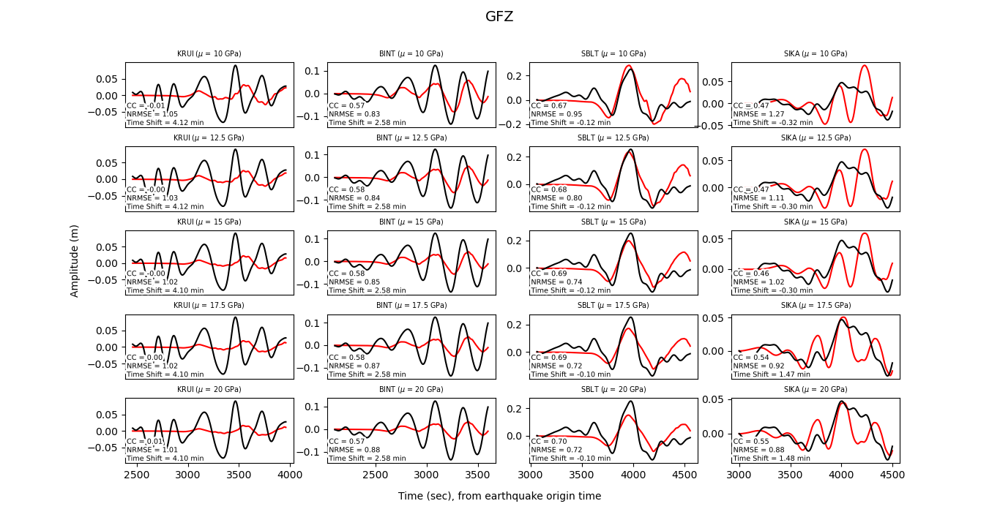 GFZ
KRUI (μ = 10 GPa)
BINT (μ = 10 GPa)
SBLT (μ = 10 GPa)
SIKA (μ = 10 GPa)
0.05
0.00
−0.05
CC = -0.01
NRMSE = 1.05
Time Shift = 4.12 min
0.1
0.0
−0.1
CC = 0.57
NRMSE = 0.83
Time Shift = 2.58 min
0.2
0.0
−0.2
CC = 0.67
NRMSE = 0.95
Time Shift = -0.12 min
0.05
0.00
−0.05
CC = 0.47
NRMSE = 1.27
Time Shift = -0.32 min
KRUI (μ = 12.5 GPa)
BINT (μ = 12.5 GPa)
SBLT (μ = 12.5 GPa)
SIKA (μ = 12.5 GPa)
0.05
0.00
−0.05
CC = -0.00
NRMSE = 1.03
Time Shift = 4.12 min
0.1
0.0
−0.1
CC = 0.58
NRMSE = 0.84
Time Shift = 2.58 min
0.2
0.0
CC = 0.68
NRMSE = 0.80
Time Shift = -0.12 min
0.05
0.00
CC = 0.47
NRMSE = 1.11
Time Shift = -0.30 min
KRUI (μ = 15 GPa)
BINT (μ = 15 GPa)
SBLT (μ = 15 GPa)
SIKA (μ = 15 GPa)
0.05
0.00
−0.05
CC = -0.00
NRMSE = 1.02
Time Shift = 4.10 min
0.1
0.0
−0.1
CC = 0.58
NRMSE = 0.85
Time Shift = 2.58 min
0.2
0.0
CC = 0.69
NRMSE = 0.74
Time Shift = -0.12 min
0.05
0.00
CC = 0.46
NRMSE = 1.02
Time Shift = -0.30 min
KRUI (μ = 17.5 GPa)
BINT (μ = 17.5 GPa)
SBLT (μ = 17.5 GPa)
SIKA (μ = 17.5 GPa)
0.05
0.00
−0.05
CC = 0.00
NRMSE = 1.02
Time Shift = 4.10 min
0.1
0.0
−0.1
CC = 0.58
NRMSE = 0.87
Time Shift = 2.58 min
0.2
0.0
CC = 0.69
NRMSE = 0.72
Time Shift = -0.10 min
0.05
0.00
CC = 0.54
NRMSE = 0.92
Time Shift = 1.47 min
KRUI (μ = 20 GPa)
BINT (μ = 20 GPa)
SBLT (μ = 20 GPa)
SIKA (μ = 20 GPa)
0.05
0.00
−0.05
CC = 0.01
NRMSE = 1.01
Time Shift = 4.10 min
0.1
0.0
−0.1
CC = 0.57
NRMSE = 0.88
Time Shift = 2.58 min
0.2
0.0
CC = 0.70
NRMSE = 0.72
Time Shift = -0.10 min
0.05
0.00
CC = 0.55
NRMSE = 0.88
Time Shift = 1.48 min
2500 3000 3500 4000
2500 3000 3500
3000 3500 4000 4500
3000 3500 4000 4500
Amplitude (m)
Time (sec), from earthquake origin time